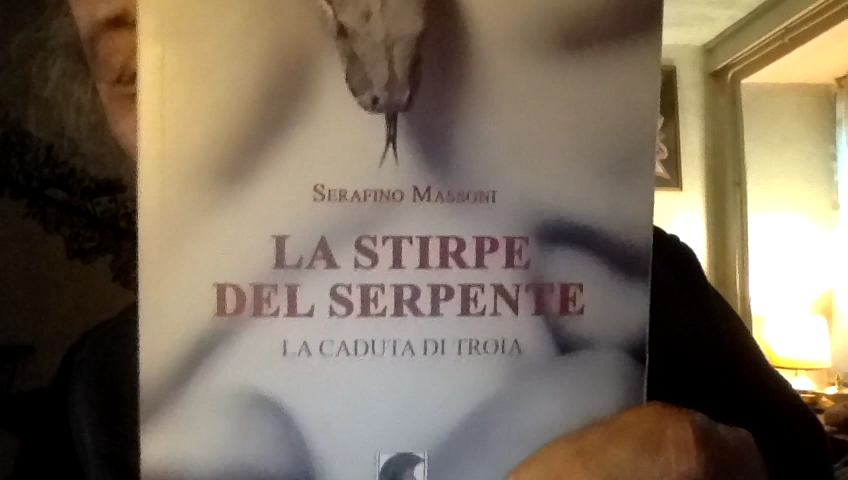 SERAFINO MASSONI
LA STIRPE
DEL SERPENTE
LA CADUTA DI TROIA